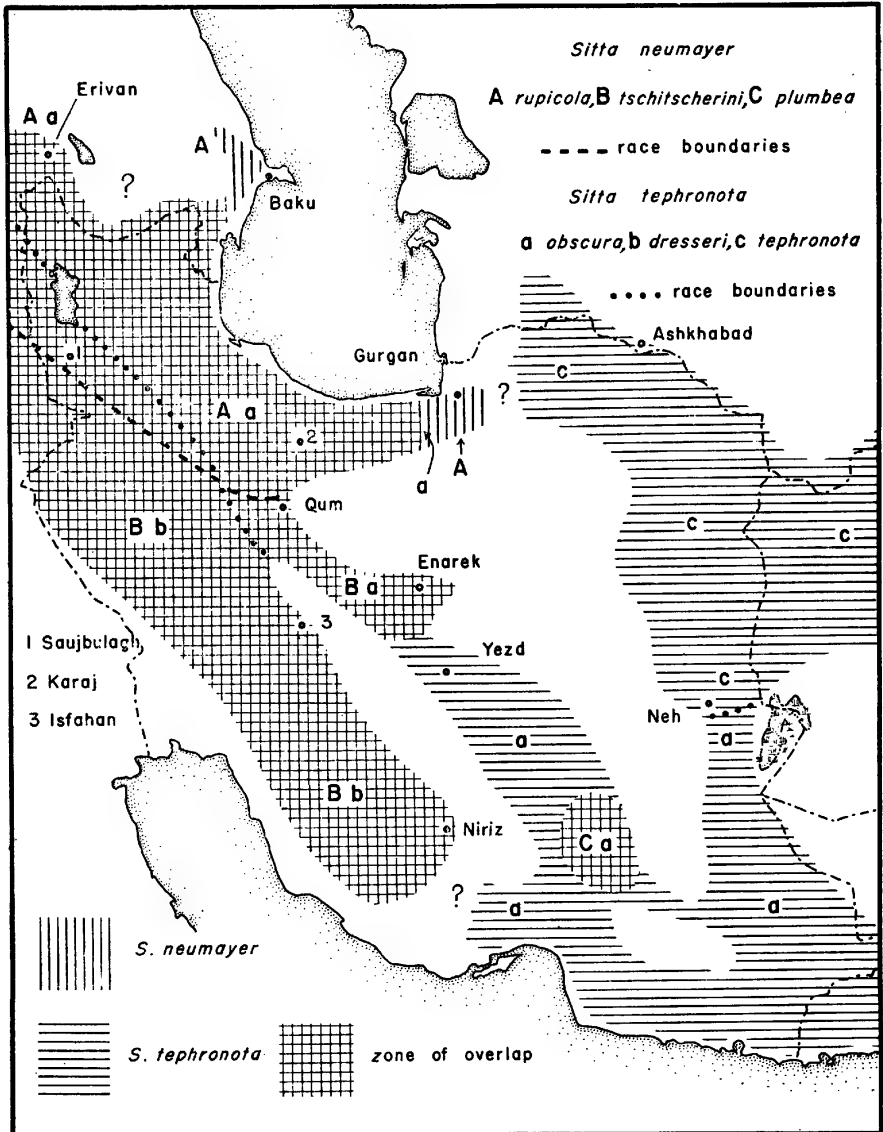 Sitta neumayer
A rupicola, B tschitscherini, C plumbea
race boundaries
Sitta tephronota
a obscura, b dresseri, c tephronota
race boundaries
Erivan
A a
A'
?
Baku
Ashkhabad
Gurgan
c
?
1
A a
2
a
A
Qum
B b
c
c
Enarek
B a
3
1 Saujbulagh
2 Karaj
3 Isfahan
Yezd
c
Neh
a
a
B b
Niriz
C a
?
a
a
S. neumayer
S. tephronota
zone of overlap